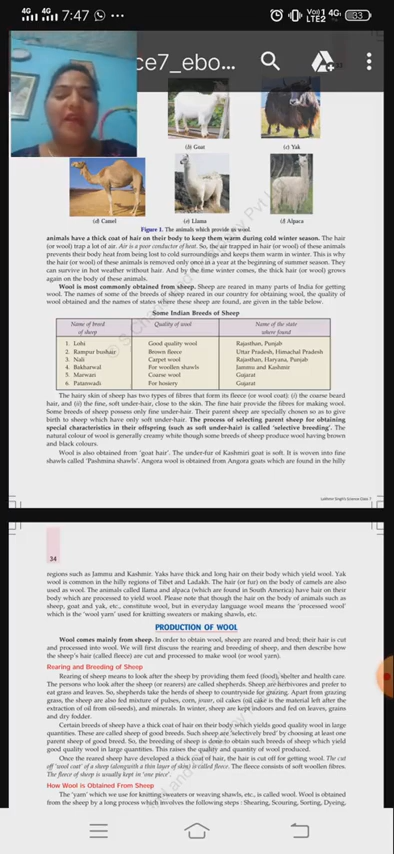 4G 4G 7:47
Vo)) 1 4G
LTE2 33
ce7_ebo...
33
(b) Goat (c) Yak
(d) Camel (e) Llama (f) Alpaca
Figure 1. The animals which provide us wool.
animals have a thick coat of hair on their body to keep them warm during cold winter season. The hair
(or wool) trap a lot of air. Air is a poor conductor of heat. So, the air trapped in hair (or wool) of these animals
prevents their body heat from being lost to cold surroundings and keeps them warm in winter. This is why
the hair (or wool) of these animals is removed only once in a year at the beginning of summer season. They
can survive in hot weather without hair. And by the time winter comes, the thick hair (or wool) grows
again on the body of these animals.
Wool is most commonly obtained from sheep. Sheep are reared in many parts of India for getting
wool. The names of some of the breeds of sheep reared in our country for obtaining wool, the quality of
wool obtained and the names of states where these sheep are found, are given in the table below.
Some Indian Breeds of Sheep
Name of breed of sheep Quality of wool Name of the state where found
1. Lohi Good quality wool Rajasthan, Punjab
2. Rampur bushair Brown fleece Uttar Pradesh, Himachal Pradesh
3. Nali Carpet wool Rajasthan, Haryana, Punjab
4. Bakharwal For woollen shawls Jammu and Kashmir
5. Marwari Coarse wool Gujarat
6. Patanwadi For hosiery Gujarat
The hairy skin of sheep has two types of fibres that form its fleece (or wool coat): (i) the coarse beard
hair, and (ii) the fine, soft under-hair, close to the skin. The fine hair provide the fibres for making wool.
Some breeds of sheep possess only fine under-hair. Their parent sheep are specially chosen so as to give
birth to sheep which have only soft under-hair. The process of selecting parent sheep for obtaining
special characteristics in their offspring (such as soft under-hair) is called 'selective breeding'. The
natural colour of wool is generally creamy white though some breeds of sheep produce wool having brown
and black colours.
Wool is also obtained from 'goat hair'. The under-fur of Kashmiri goat is soft. It is woven into fine
shawls called 'Pashmina shawls'. Angora wool is obtained from Angora goats which are found in the hilly
Lakhmir Singh's Science Class 7
34
regions such as Jammu and Kashmir. Yaks have thick and long hair on their body which yield wool. Yak
wool is common in the hilly regions of Tibet and Ladakh. The hair (or fur) on the body of camels are also
used as wool. The animals called llama and alpaca (which are found in South America) have hair on their
body which are processed to yield wool. Please note that though the hair on the body of animals such as
sheep, goat and yak, etc., constitute wool, but in everyday language wool means the 'processed wool'
which is the 'wool yarn' used for knitting sweaters or making shawls, etc.
PRODUCTION OF WOOL
Wool comes mainly from sheep. In order to obtain wool, sheep are reared and bred; their hair is cut
and processed into wool. We will first discuss the rearing and breeding of sheep, and then describe how
the sheep's hair (called fleece) are cut and processed to make wool (or wool yarn).
Rearing and Breeding of Sheep
Rearing of sheep means to look after the sheep by providing them feed (food), shelter and health care.
The persons who look after the sheep (or rearers) are called shepherds. Sheep are herbivores and prefer to
eat grass and leaves. So, shepherds take the herds of sheep to countryside for grazing. Apart from grazing
grass, the sheep are also fed mixture of pulses, corn, jowar, oil cakes (oil cake is the material left after the
extraction of oil from oil-seeds), and minerals. In winter, sheep are kept indoors and fed on leaves, grains
and dry fodder.
Certain breeds of sheep have a thick coat of hair on their body which yields good quality wool in large
quantities. These are called sheep of good breeds. Such sheep are 'selectively bred' by choosing at least one
parent sheep of good breed. So, the breeding of sheep is done to obtain such breeds of sheep which yield
good quality wool in large quantities. This raises the quality and quantity of wool produced.
Once the reared sheep have developed a thick coat of hair, the hair is cut off for getting wool. The cut
off 'wool coat' of a sheep (alongwith a thin layer of skin) is called fleece. The fleece consists of soft woollen fibres.
The fleece of sheep is usually kept in 'one piece'.
How Wool is Obtained From Sheep
The 'yarn' which we use for knitting sweaters or weaving shawls, etc., is called wool. Wool is obtained
from the sheep by a long process which involves the following steps : Shearing, Scouring, Sorting, Dyeing,